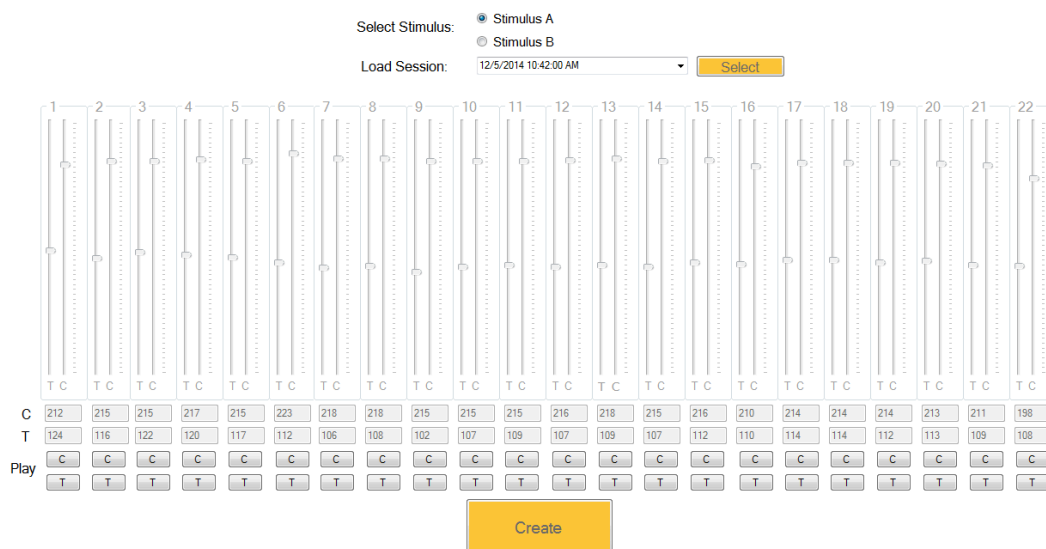 Select Stimulus:
Stimulus A
Stimulus B
Load Session:
12/5/2014 10:42:00 AM
Select
1 2 3 4 5 6 7 8 9 10 11 12 13 14 15 16 17 18 19 20 21 22
T C T C T C T C T C T C T C T C T C T C T C T C T C T C T C T C T C T C T C T C T C T C
C 212 215 215 217 215 223 218 218 215 215 215 216 218 215 216 210 214 214 214 213 211 198
T 124 116 122 120 117 112 106 108 102 107 109 107 109 107 112 110 114 114 112 113 109 108
Play
C C C C C C C C C C C C C C C C C C C C C C
T T T T T T T T T T T T T T T T T T T T T T
Create